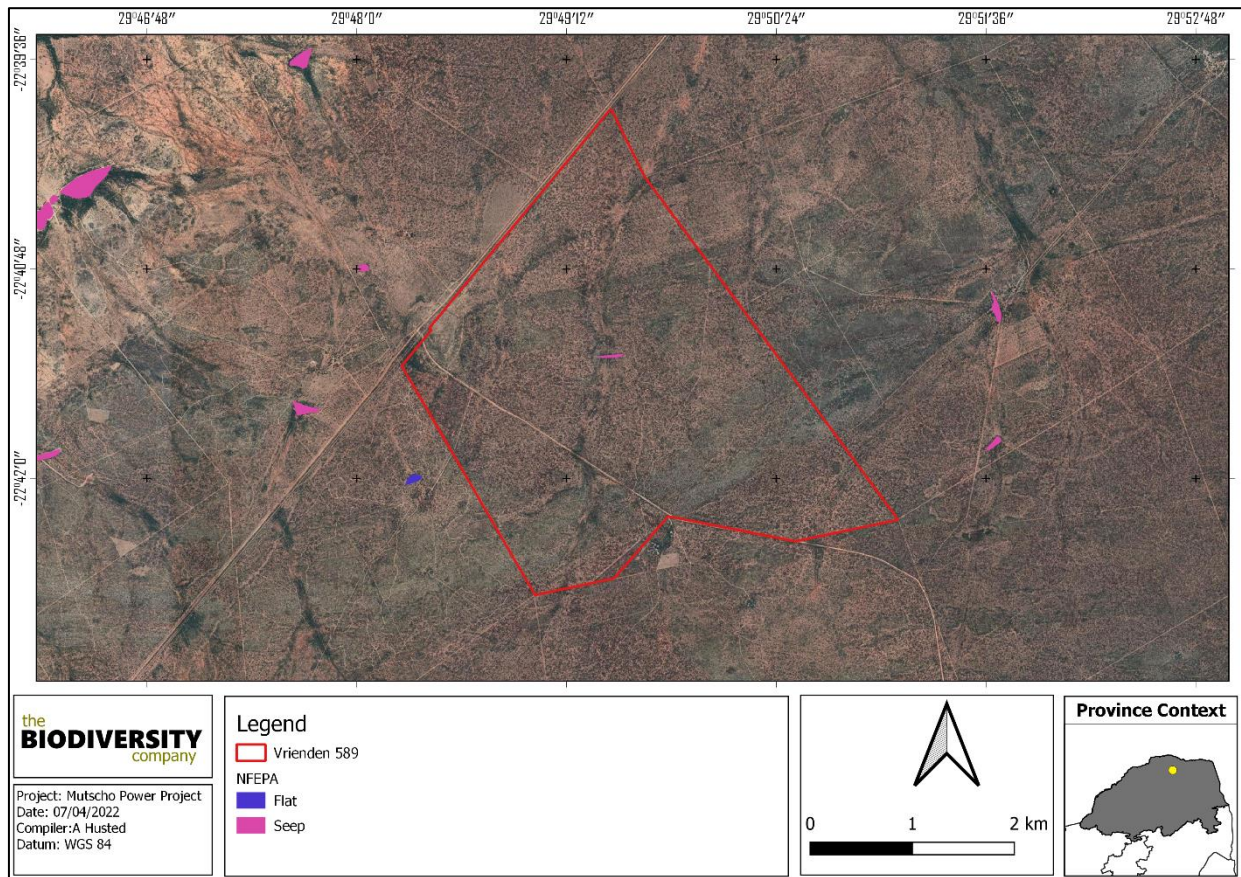 29°46'48" 29°48'0" 29°49'12" 29°50'24" 29°51'36" 29°52'48"
-22°39'36"
-22°40'48"
-22°42'0"
the
BIODIVERSITY
company
Project: Mutscho Power Project
Date: 07/04/2022
Compiler:A Husted
Datum: WGS 84
Legend
Vrienden 589
NFEPA
Flat
Seep
0 1 2 km
Province Context